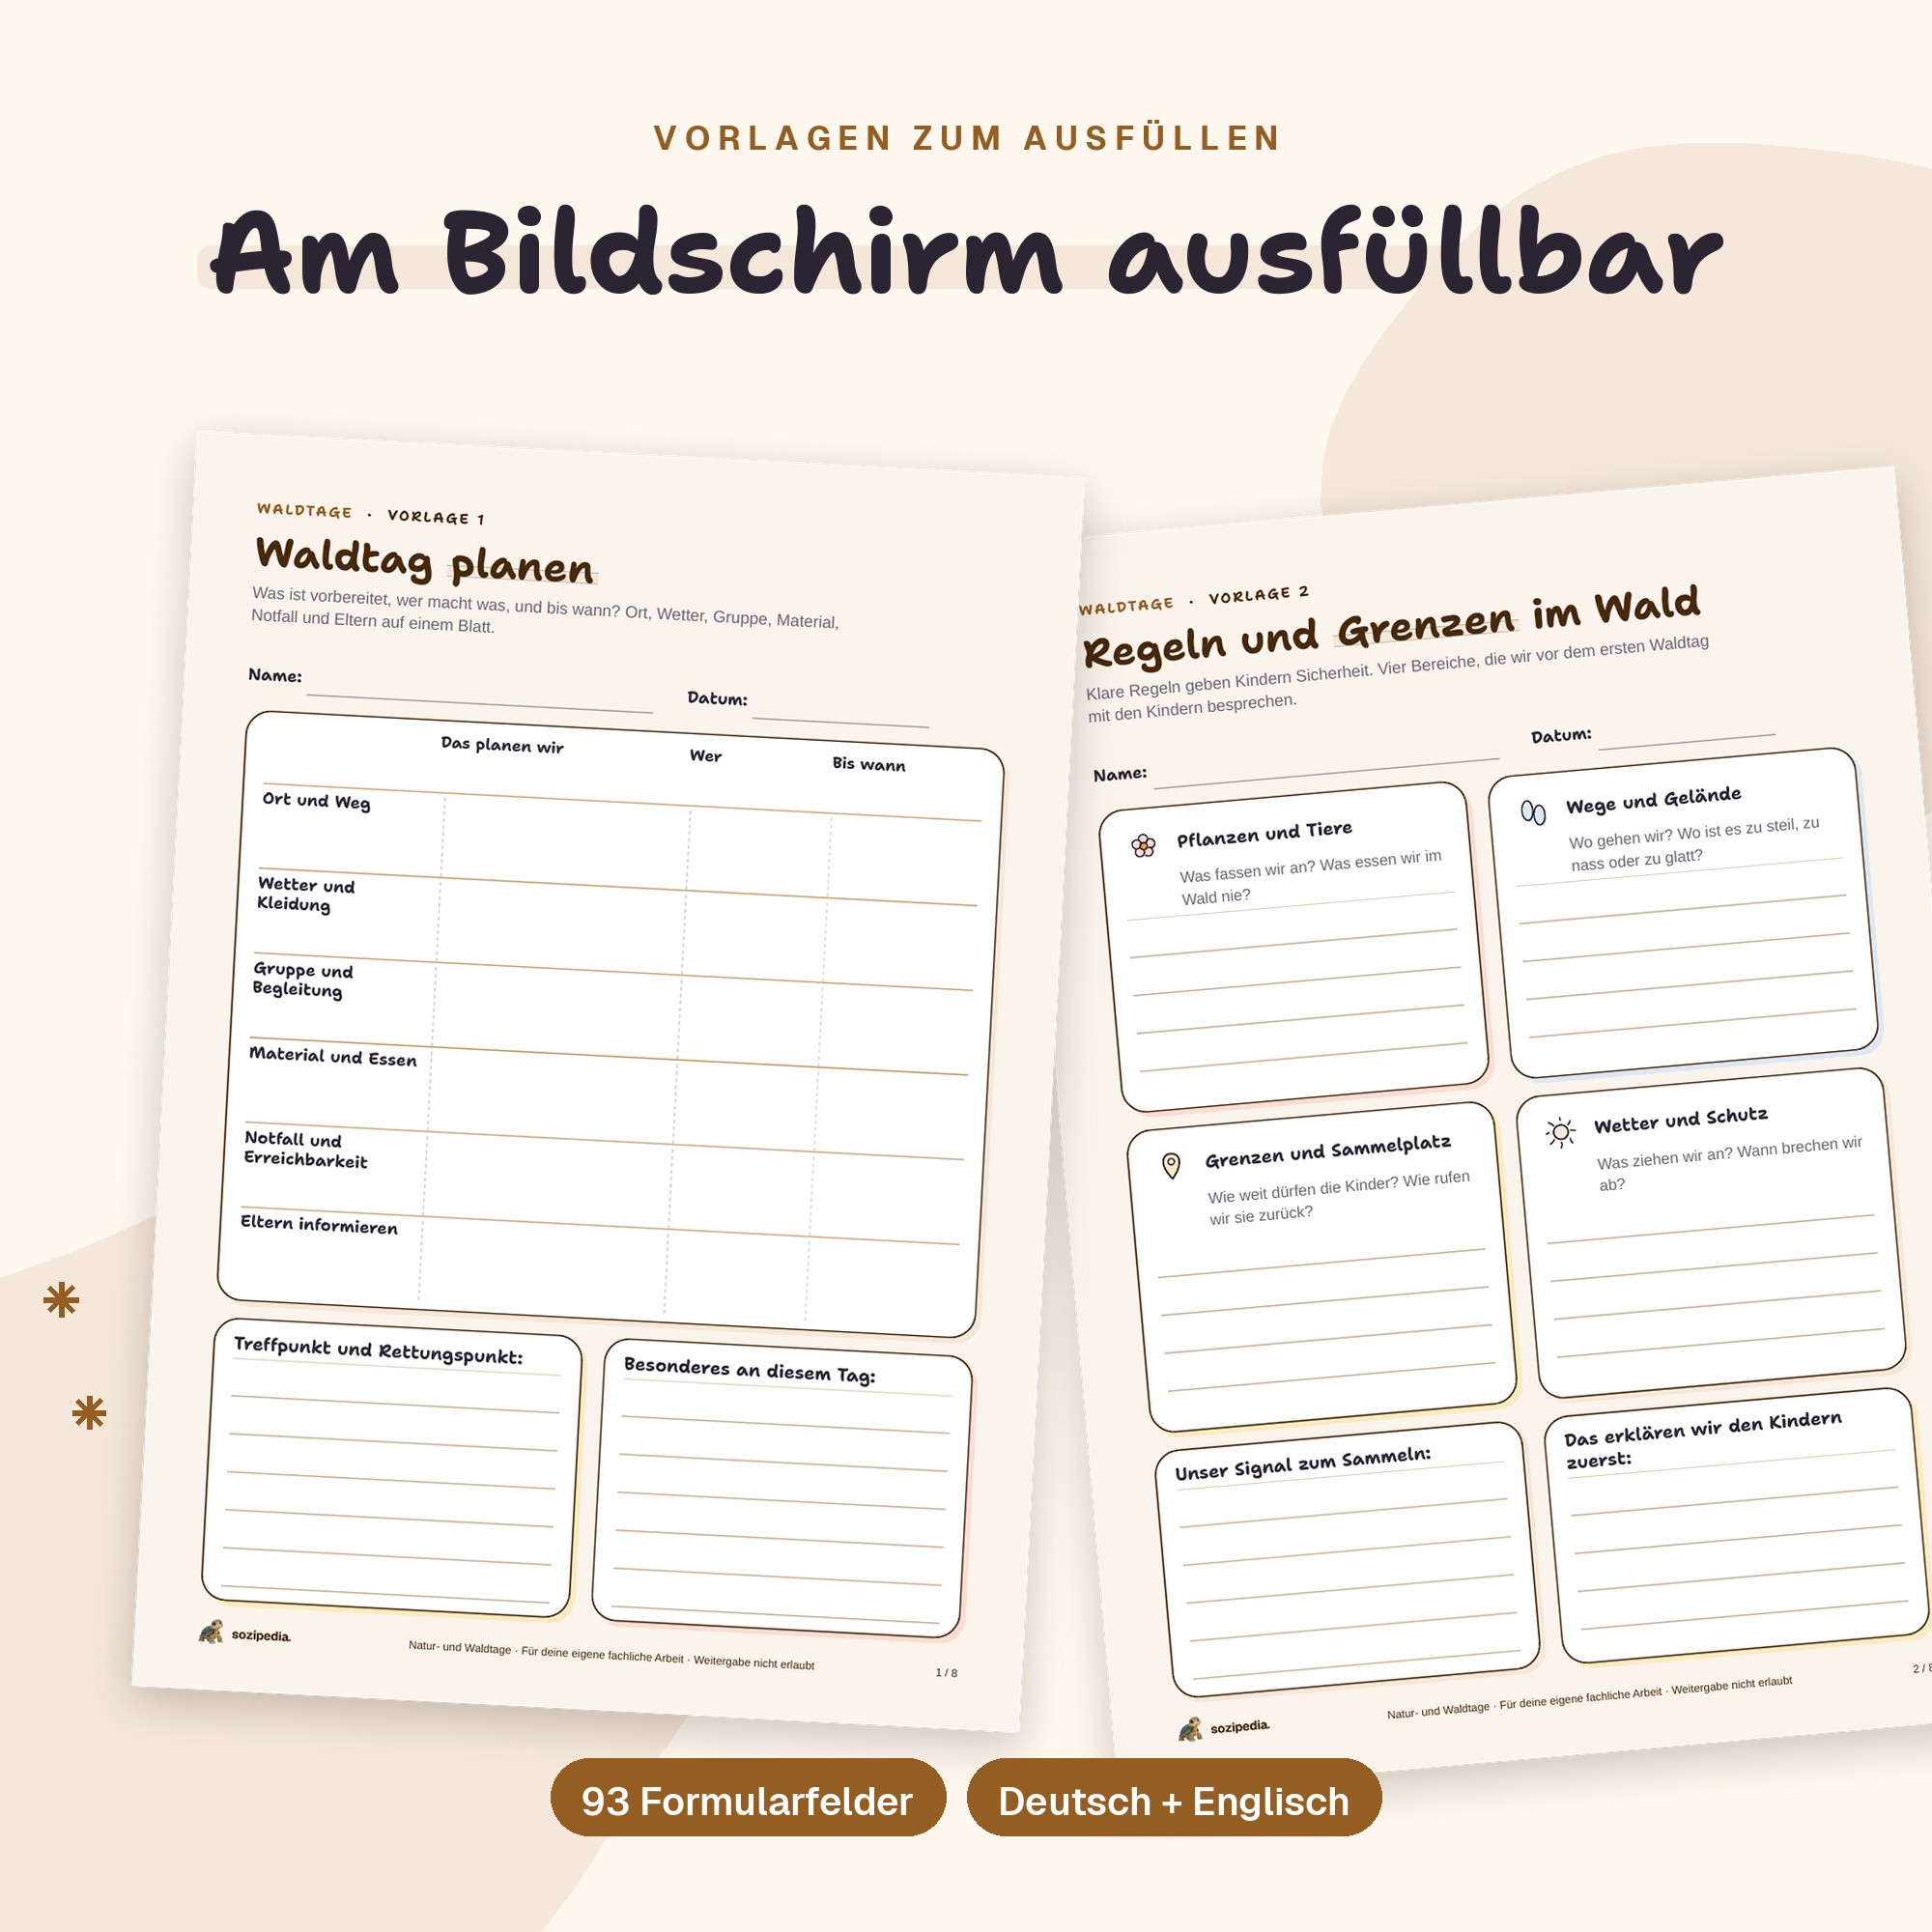 VORLAGEN ZUM AUSFÜLLEN
Am Bildschirm ausfüllbar
WALDTAGE · VORLAGE 1
Waldtag planen
Was ist vorbereitet, wer macht was, und bis wann? Ort, Wetter, Gruppe, Material,
Notfall und Eltern auf einem Blatt.
Name:
Datum:
Das planen wir
Wer
Bis wann
Ort und Weg
Wetter und
Kleidung
Gruppe und
Begleitung
Material und Essen
Notfall und
Erreichbarkeit
Eltern informieren
Treffpunkt und Rettungspunkt:
Besonderes an diesem Tag:
sozipedia.
Natur- und Waldtage · Für deine eigene fachliche Arbeit · Weitergabe nicht erlaubt
1 / 8
WALDTAGE · VORLAGE 2
Regeln und Grenzen im Wald
Klare Regeln geben Kindern Sicherheit. Vier Bereiche, die wir vor dem ersten Waldtag
mit den Kindern besprechen.
Name:
Datum:
Pflanzen und Tiere
Was fassen wir an? Was essen wir im
Wald nie?
Wege und Gelände
Wo gehen wir? Wo ist es zu steil, zu
nass oder zu glatt?
Grenzen und Sammelplatz
Wie weit dürfen die Kinder? Wie rufen
wir sie zurück?
Wetter und Schutz
Was ziehen wir an? Wann brechen wir
ab?
Unser Signal zum Sammeln:
Das erklären wir den Kindern
zuerst:
sozipedia.
Natur- und Waldtage · Für deine eigene fachliche Arbeit · Weitergabe nicht erlaubt
2 / 8
93 Formularfelder
Deutsch + Englisch